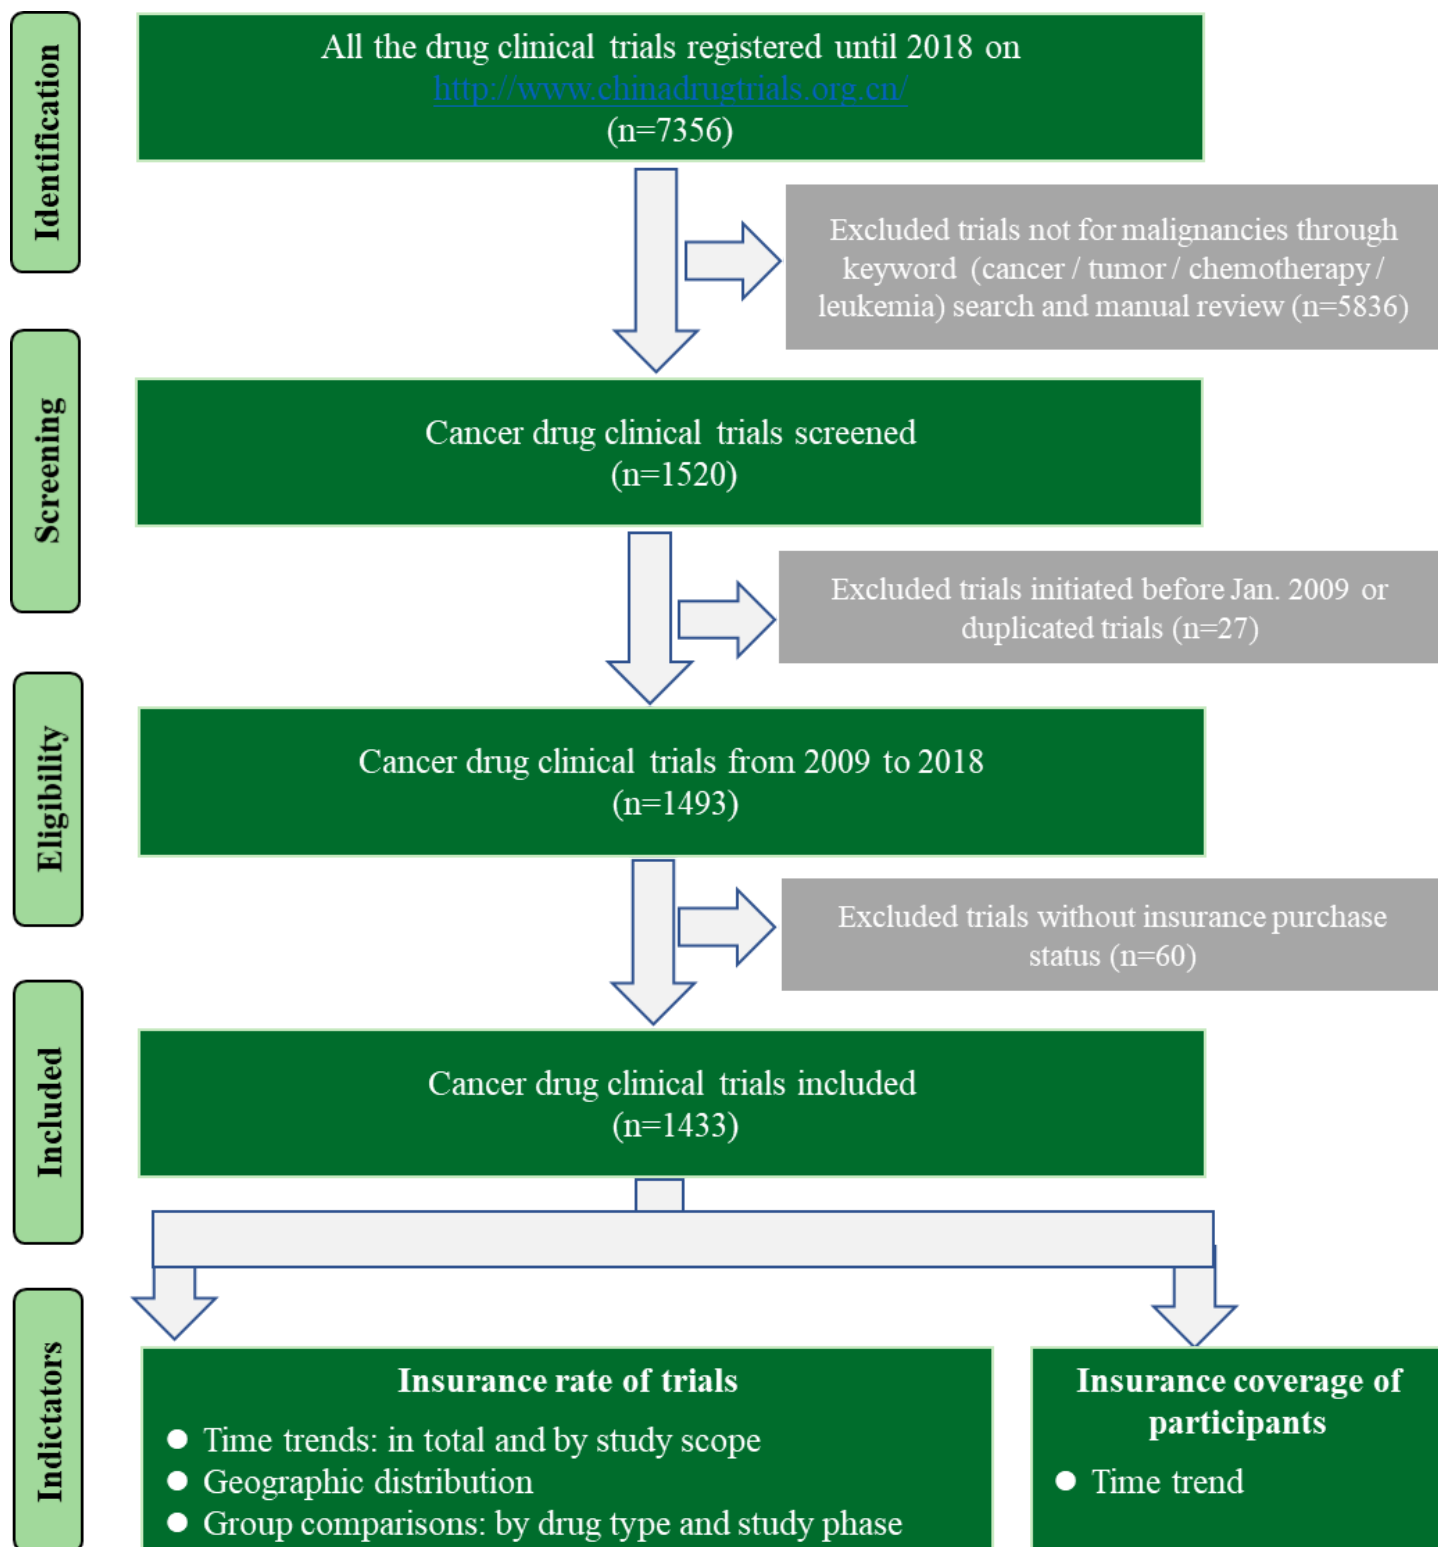 Identification
All the drug clinical trials registered until 2018 on
http://www.chinadrugtrials.org.cn/
(n=7356)
Excluded trials not for malignancies through
keyword (cancer / tumor / chemotherapy /
leukemia) search and manual review (n=5836)
Screening
Cancer drug clinical trials screened
(n=1520)
Excluded trials initiated before Jan. 2009 or
duplicated trials (n=27)
Eligibility
Cancer drug clinical trials from 2009 to 2018
(n=1493)
Excluded trials without insurance purchase
status (n=60)
Included
Cancer drug clinical trials included
(n=1433)
Indictators
Insurance rate of trials
● Time trends: in total and by study scope
● Geographic distribution
● Group comparisons: by drug type and study phase
Insurance coverage of
participants
● Time trend